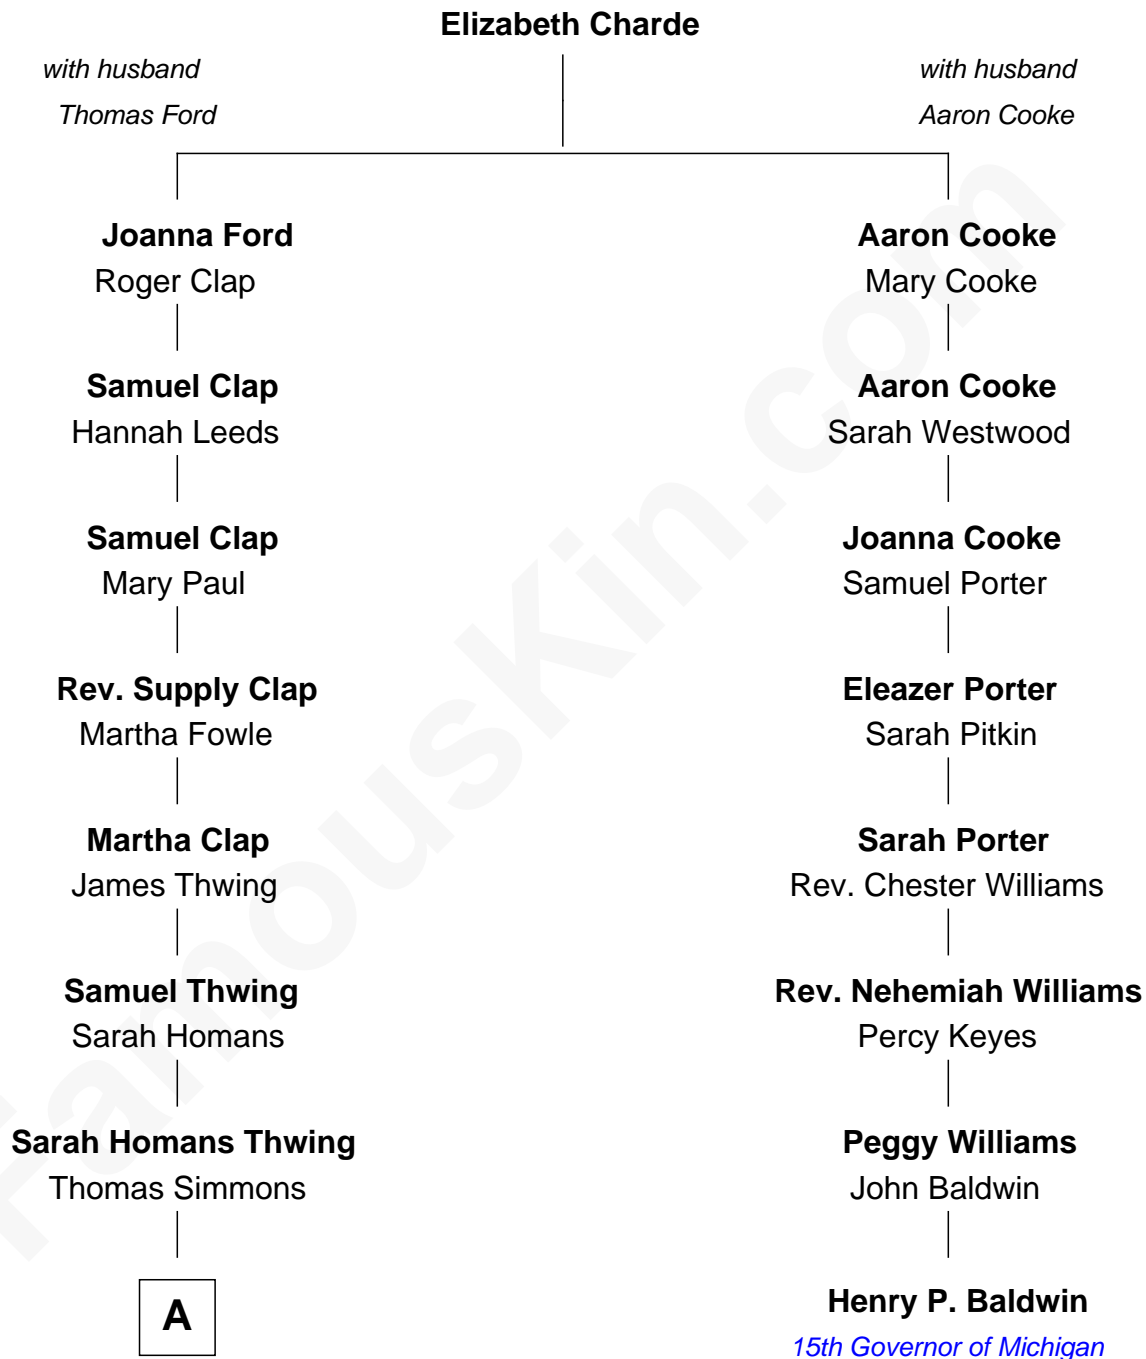 Elizabeth Charde
with husband
Thomas Ford
with husband
Aaron Cooke
Joanna Ford
Roger Clap
Aaron Cooke
Mary Cooke
Samuel Clap
Hannah Leeds
Aaron Cooke
Sarah Westwood
Samuel Clap
Mary Paul
Joanna Cooke
Samuel Porter
Rev. Supply Clap
Martha Fowle
Eleazer Porter
Sarah Pitkin
Martha Clap
James Thwing
Sarah Porter
Rev. Chester Williams
Samuel Thwing
Sarah Homans
Rev. Nehemiah Williams
Percy Keyes
Sarah Homans Thwing
Thomas Simmons
Peggy Williams
John Baldwin
A
Henry P. Baldwin
15th Governor of Michigan
FamousKin.com